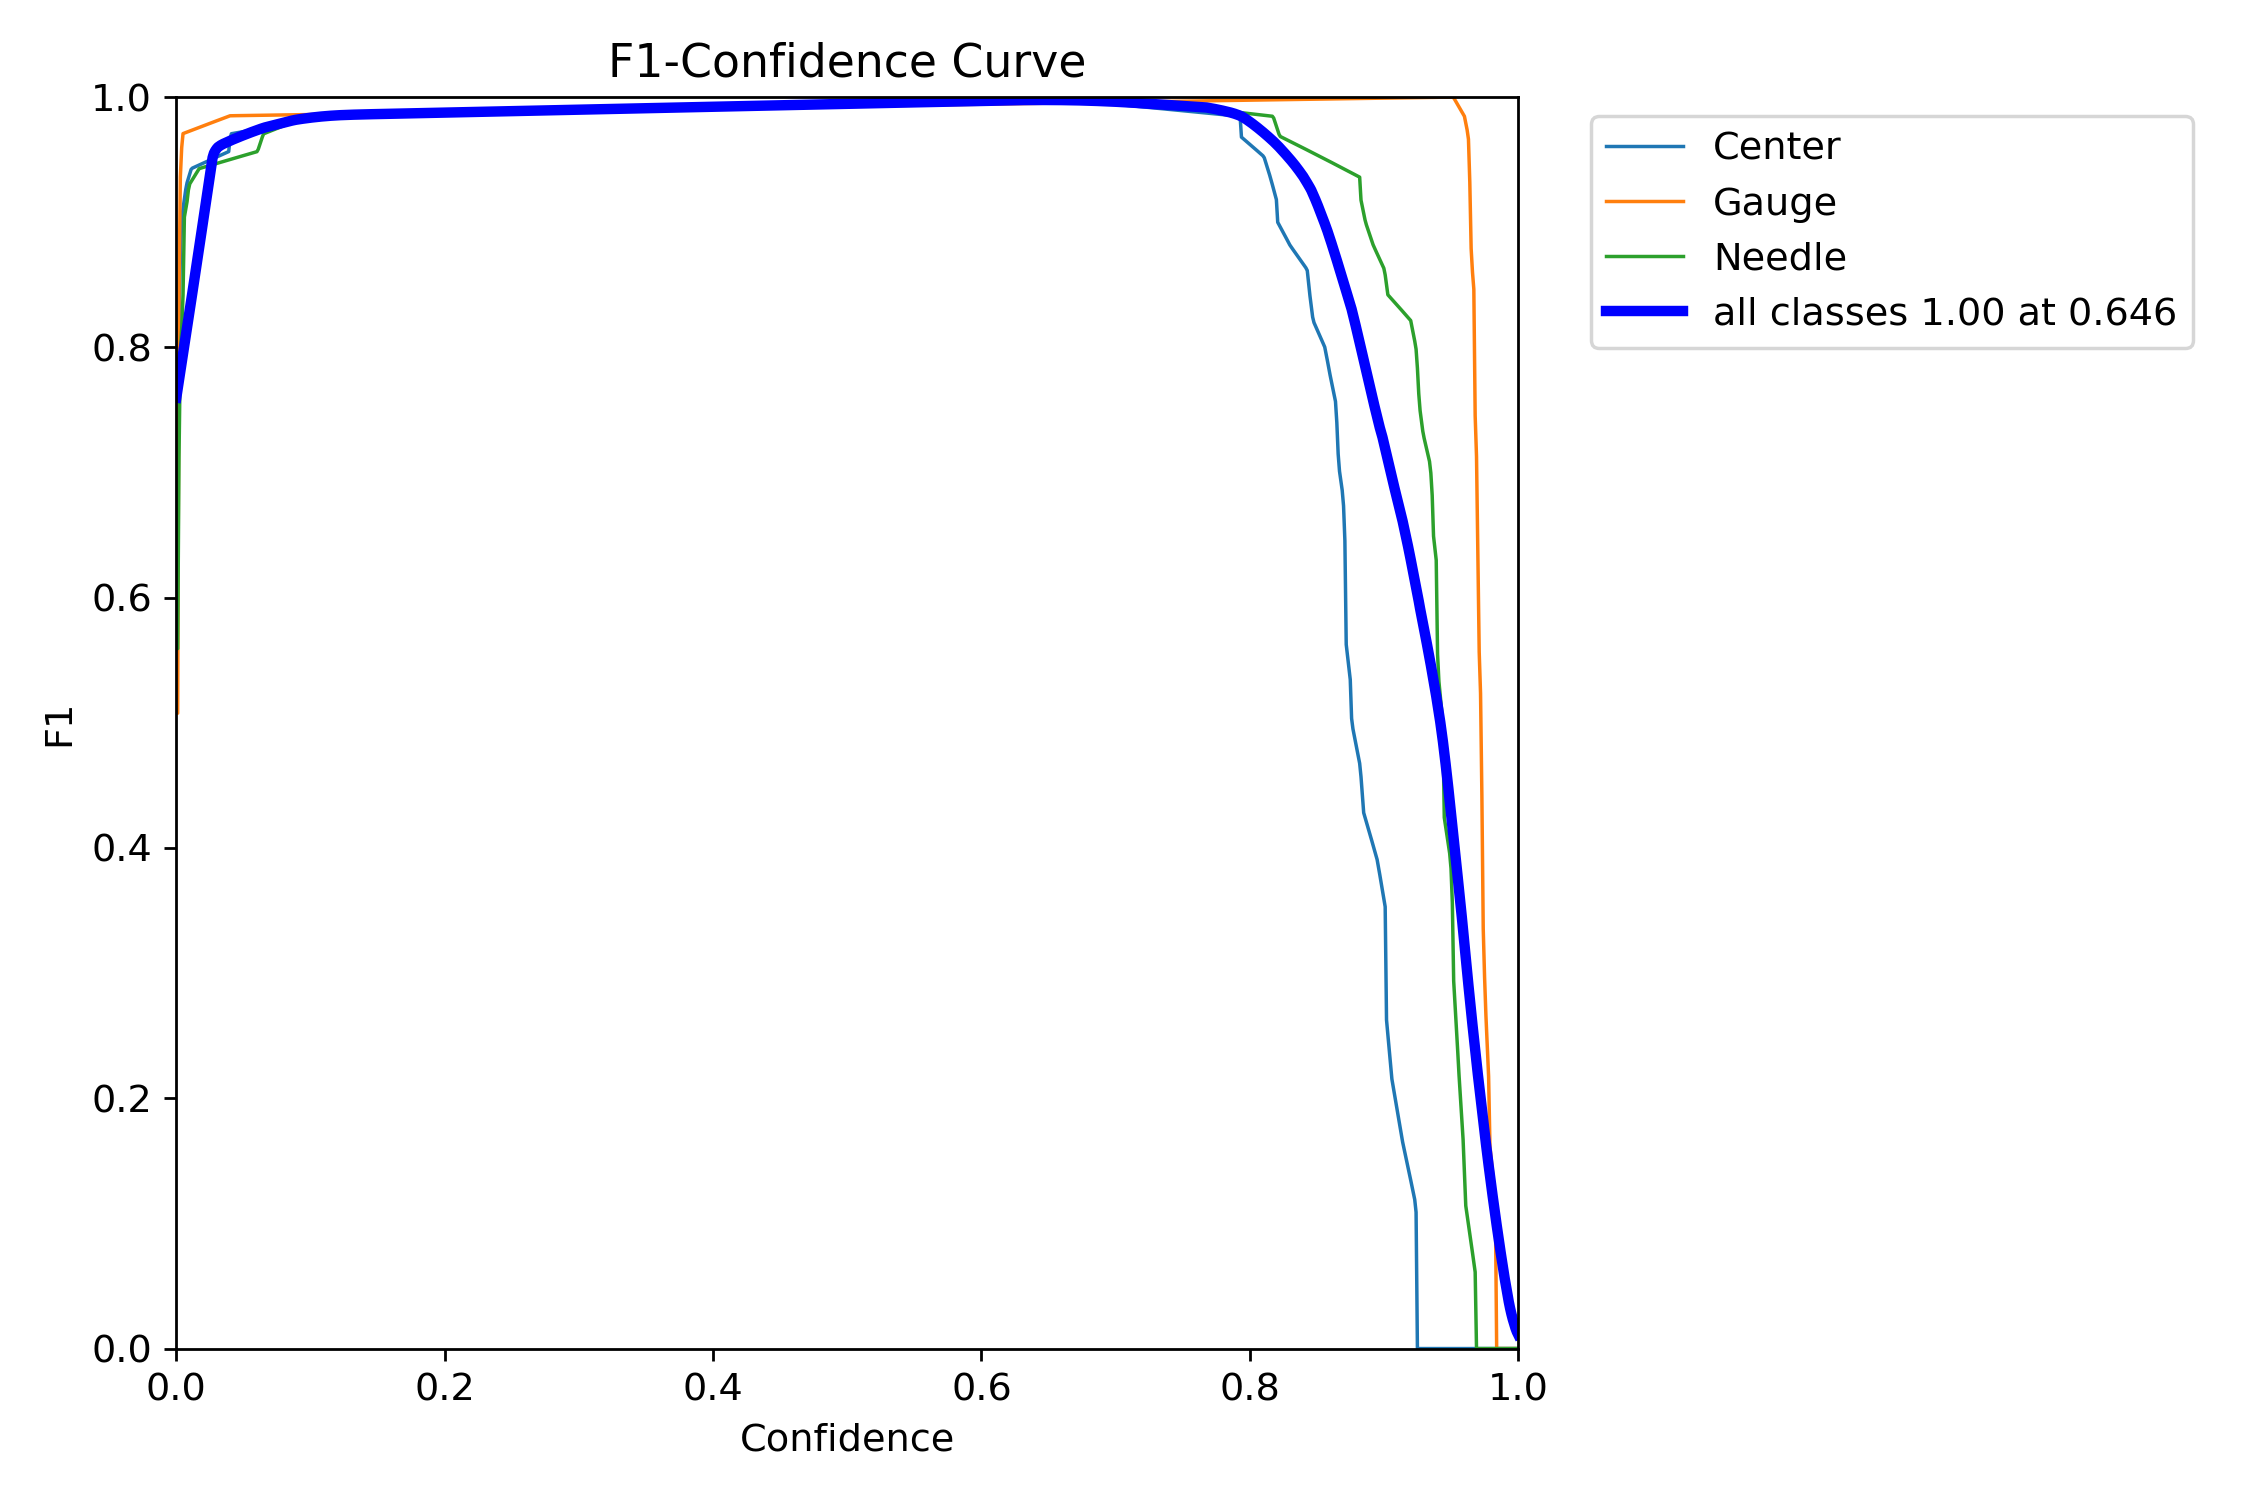 F1-Confidence Curve
1.0
0.8
0.6
0.4
0.2
0.0
F1
0.0 0.2 0.4 0.6 0.8 1.0
Confidence
Center
Gauge
Needle
all classes 1.00 at 0.646